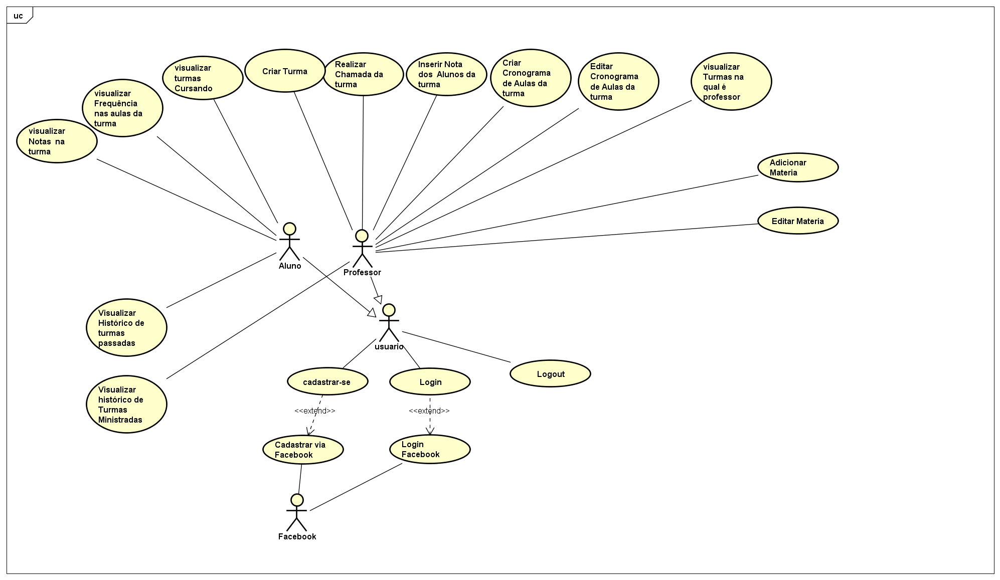 uc
visualizar
Notas  na
turma
visualizar
Frequência
nas aulas da
turma
visualizar
turmas
Cursando
Criar Turma
Realizar
Chamada da
turma
Inserir Nota
dos  Alunos da
turma
Criar
Cronograma
de Aulas da
turma
Editar
Cronograma
de Aulas da
turma
visualizar
Turmas na
qual é
professor
Adicionar
Materia
Editar Materia
Aluno
Professor
Visualizar
Histórico de
turmas
passadas
usuario
Visualizar
histórico de
Turmas
Ministradas
cadastrar-se
Login
Logout
<<extend>>
<<extend>>
Cadastrar via
Facebook
Login
Facebook
Facebook